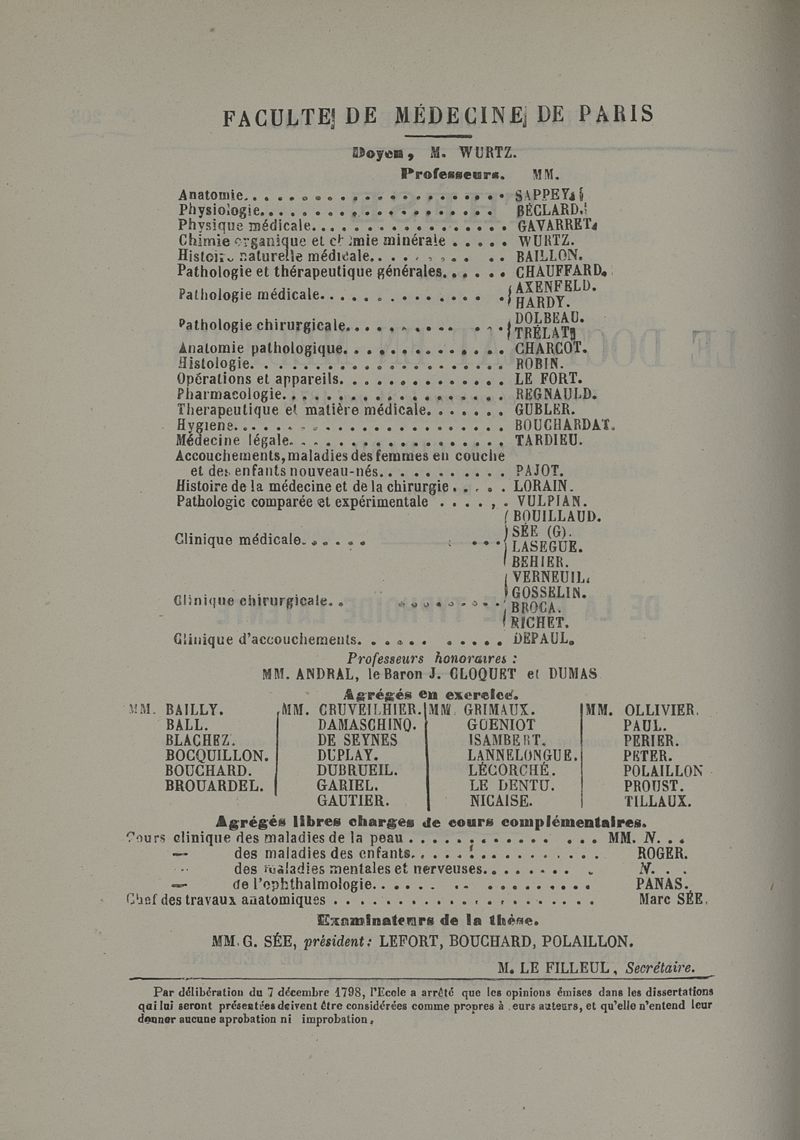 FACULTE DE MÉDECINE DE PARIS
Doyen, M. WURTZ.
Professeurs. MM.
Anatomie. . . . . . . . . . . . . . . . . . . . SAPPEY.
Physiologie. . . . . . . . . . . . . . . . . . BÉCLARD.
Physique médicale. . . . . . . . . . . . . . . GAVARRET.
Chimie organique et chimie minérale . . . . . WURTZ.
Histoire naturelle médicale. . . . . . . . . . BAILLON.
Pathologie et thérapeutique générales. . . . . . CHAUFFARD.
Pathologie médicale. . . . . . . . . . . . . . { AXENFELD.
HARDY.
Pathologie chirurgicale. . . . . . . . . . . . { DOLBEAU.
TRÉLAT
Anatomie pathologique. . . . . . . . . . . . . CHARCOT.
Histologie. . . . . . . . . . . . . . . . . . . ROBIN.
Opérations et appareils. . . . . . . . . . . . . LE FORT.
Pharmacologie. . . . . . . . . . . . . . . . . REGNAULD.
Therapeutique et matière médicale. . . . . . . GUBLER.
Hygiene. . . . . . . . . . . . . . . . . . . . BOUCHARDAT.
Médecine légale. . . . . . . . . . . . . . . . TARDIEU.
Accouchements, maladies des femmes en couche
et des enfants nouveau-nés. . . . . . . . . . . PAJOT.
Histoire de la médecine et de la chirurgie . . . . . LORAIN.
Pathologie comparée et expérimentale . . . . . . VULPIAN.
Clinique médicale. . . . . . . . . { BOUILLAUD.
SÉE (G).
LASEGUE.
BEHIER.
Clinique chirurgicale. . . . . . . . . . . { VERNEUIL.
GOSSELIN.
BROCA.
RICHET.
Clinique d'accouchements. . . . . . . . . . . DEPAUL.
Professeurs honoraires :
MM. ANDRAL, le Baron J. CLOQUET et DUMAS
Agrégés en exercice.
MM. BAILLY. MM. CRUVEILHIER. MM. GRIMAUX. MM. OLLIVIER.
BALL. DAMASCHINO. GUENIOT PAUL.
BLACHEZ. DE SEYNES ISAMBERT. PERIER.
BOCQUILLON. DUPLAY. LANNELONGUE. PETER.
BOUCHARD. DUBRUEIL. LÉCORCHÉ. POLAILLON
BROUARDEL. GARIEL. LE DENTU. PROUST.
GAUTIER. NICAISE. TILLAUX.
Agrégés libres charges de cours complémentaires.
Cours clinique des maladies de la peau . . . . . . . . . . . . . . . MM. N. . .
— des maladies des enfants. . . . . . . . . . . . . . . ROGER.
— des maladies mentales et nerveuses. . . . . . . . . N. . .
— de l'ophthalmologie. . . . . . . . . . . . . . . PANAS.
Chef des travaux anatomiques . . . . . . . . . . . . . . . . . . . . . Marc SÉE.
Examinateurs de la thèse.
MM. G. SÉE, président : LEFORT, BOUCHARD, POLAILLON.
M. LE FILLEUL, Secrétaire.
Par délibération du 7 décembre 1798, l'Ecole a arrêté que les opinions émises dans les dissertations
qui lui seront présentées doivent être considérées comme propres à leurs auteurs, et qu'elle n'entend leur
donner aucune aprobation ni improbation.